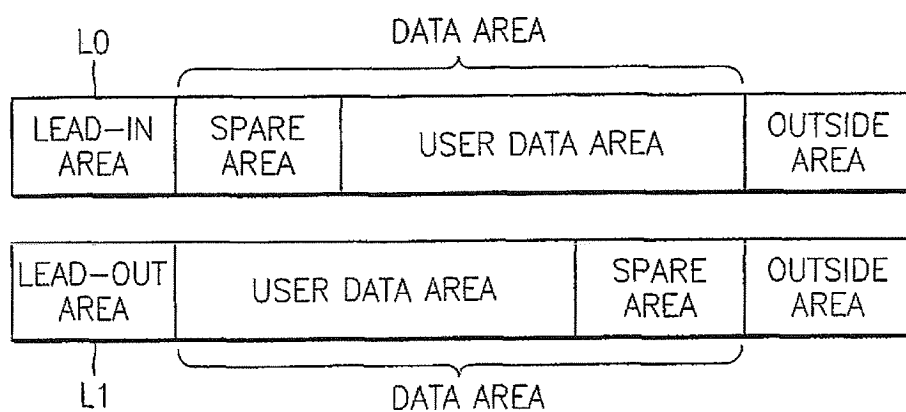 L0
DATA AREA
LEAD-IN
AREA
SPARE
AREA
USER DATA AREA
OUTSIDE
AREA
LEAD-OUT
AREA
USER DATA AREA
SPARE
AREA
OUTSIDE
AREA
L1
DATA AREA